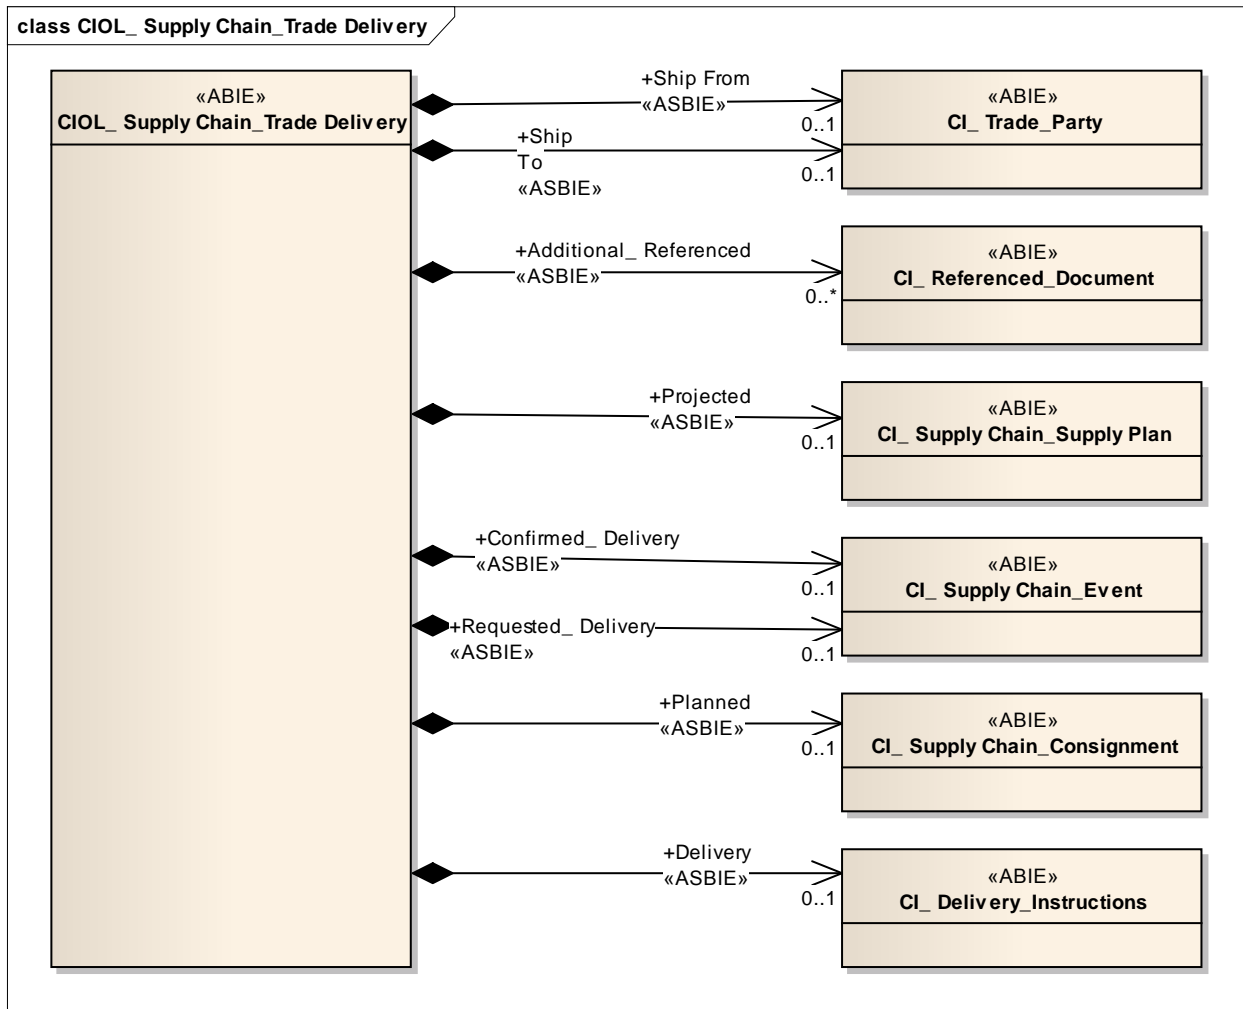 class CIOL_ Supply Chain_Trade Delivery
«ABIE»
CIOL_ Supply Chain_Trade Delivery
+Ship From
«ASBIE»
0..1
+Ship
To
«ASBIE»
0..1
«ABIE»
CI_ Trade_Party
+Additional_ Referenced
«ASBIE»
0..*
«ABIE»
CI_ Referenced_Document
+Projected
«ASBIE»
0..1
«ABIE»
CI_ Supply Chain_Supply Plan
+Confirmed_ Delivery
«ASBIE»
0..1
+Requested_ Delivery
«ASBIE»
0..1
«ABIE»
CI_ Supply Chain_Event
+Planned
«ASBIE»
0..1
«ABIE»
CI_ Supply Chain_Consignment
+Delivery
«ASBIE»
0..1
«ABIE»
CI_ Delivery_Instructions